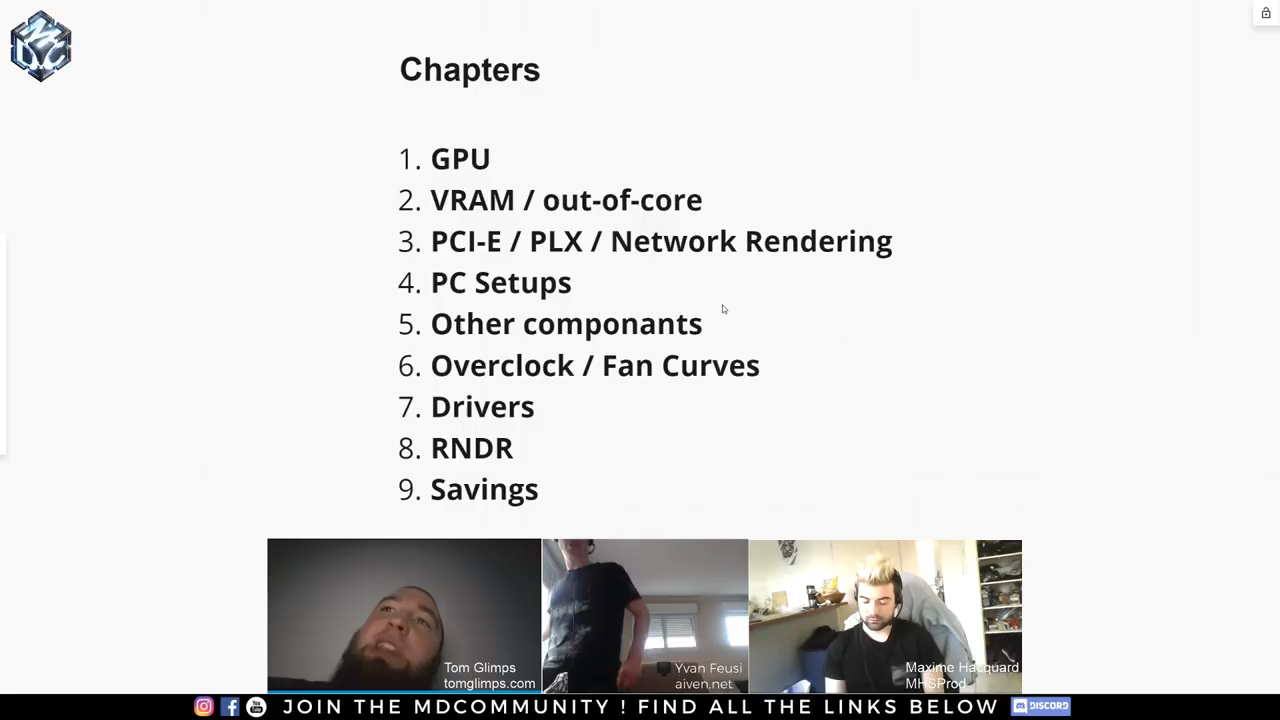 Chapters
1. GPU
2. VRAM / out-of-core
3. PCI-E / PLX / Network Rendering
4. PC Setups
5. Other componants
6. Overclock / Fan Curves
7. Drivers
8. RNDR
9. Savings
Tom Glimps
tomglimps.com
Yvan Feusi
aiven.net
Maxime Hacquard
MHSProd
JOIN THE MDCOMMUNITY ! FIND ALL THE LINKS BELOW
DISCORD